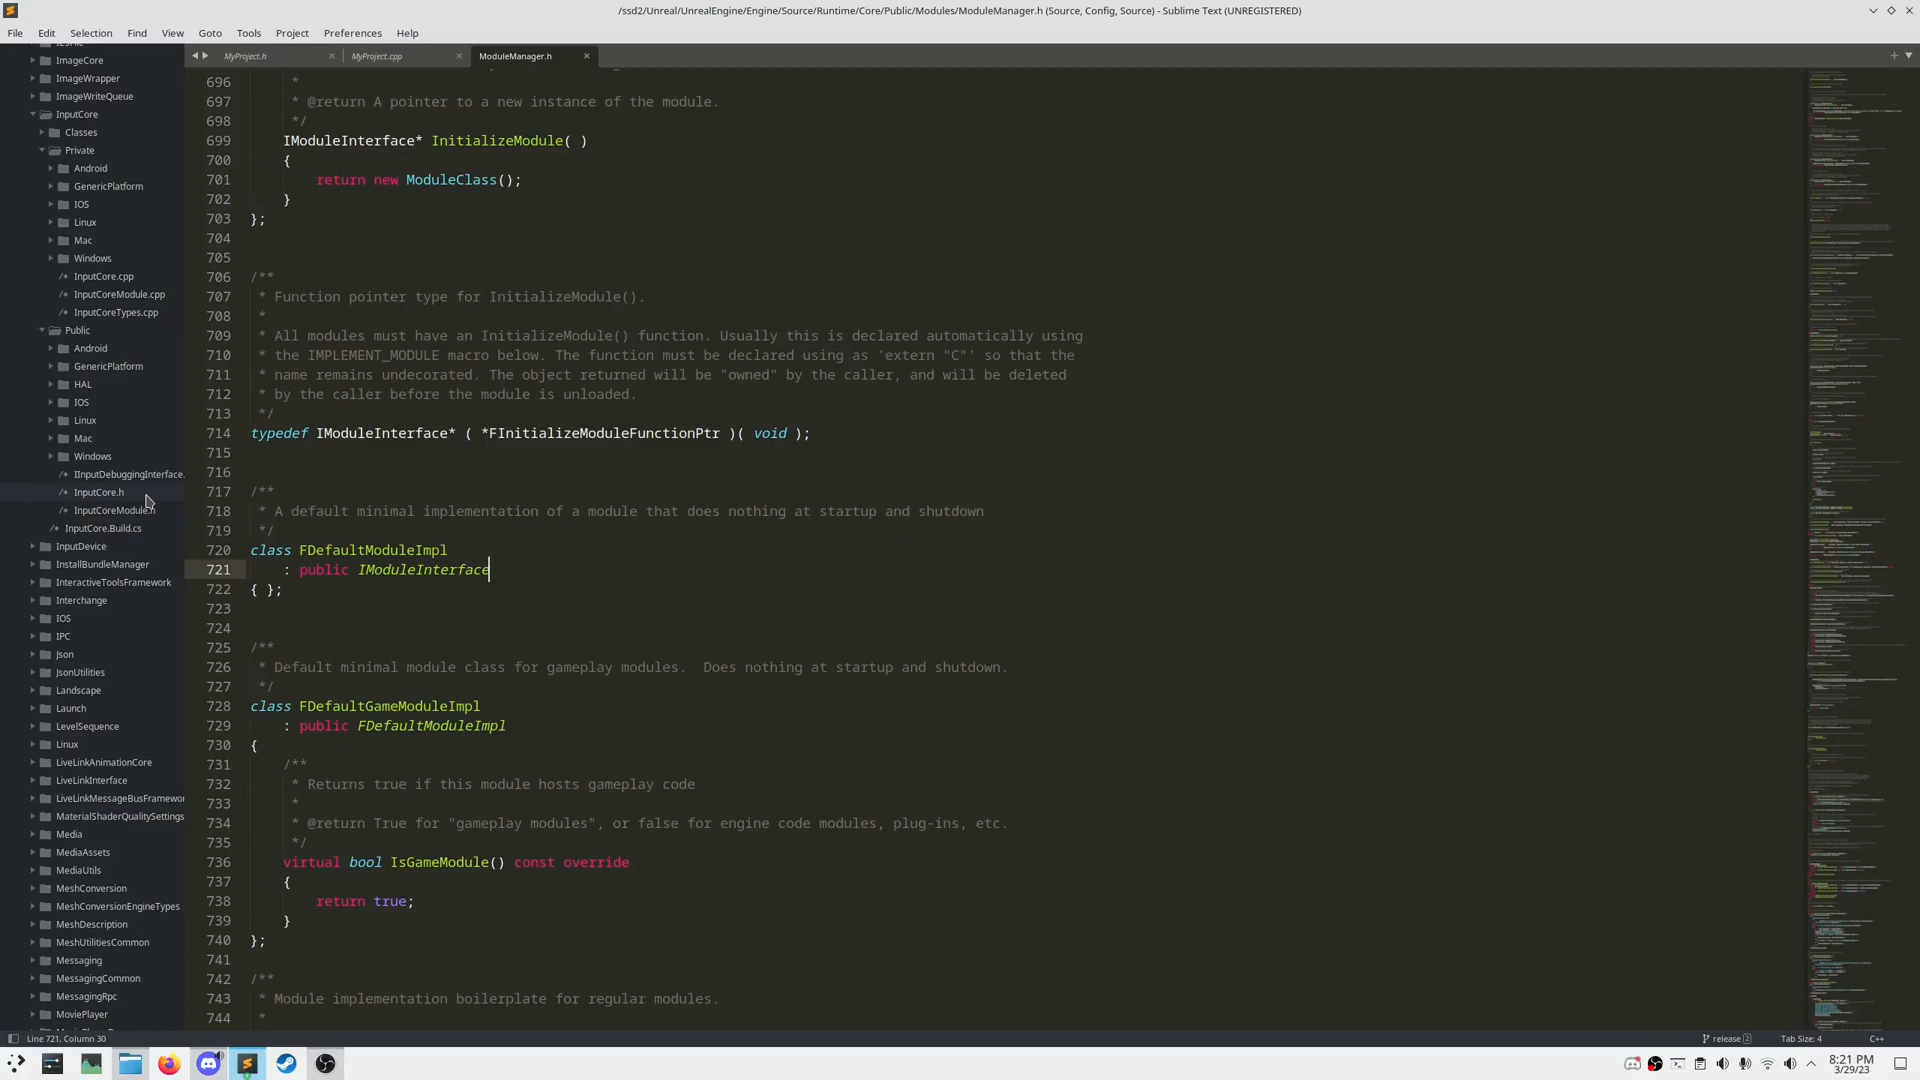 /ssd2/Unreal/UnrealEngine/Engine/Source/Runtime/Core/Public/Modules/ModuleManager.h (Source, Config, Source) - Sublime Text (UNREGISTERED)
File Edit Selection Find View Goto Tools Project Preferences Help
MyProject.h MyProject.cpp ModuleManager.h
ImageCore
ImageWrapper
ImageWriteQueue
InputCore
Classes
Private
Android
GenericPlatform
IOS
Linux
Mac
Windows
/* InputCore.cpp
/* InputCoreModule.cpp
/* InputCoreTypes.cpp
Public
Android
GenericPlatform
HAL
IOS
Linux
Mac
Windows
/* IInputDebuggingInterface.
/* InputCore.h
/* InputCoreModule.h
/* InputCore.Build.cs
InputDevice
InstallBundleManager
InteractiveToolsFramework
Interchange
IOS
IPC
Json
JsonUtilities
Landscape
Launch
LevelSequence
Linux
LiveLinkAnimationCore
LiveLinkInterface
LiveLinkMessageBusFramewor
MaterialShaderQualitySettings
Media
MediaAssets
MediaUtils
MeshConversion
MeshConversionEngineTypes
MeshDescription
MeshUtilitiesCommon
Messaging
MessagingCommon
MessagingRpc
MoviePlayer
696 *
697 * @return A pointer to a new instance of the module.
698 */
699 IModuleInterface* InitializeModule( )
700 {
701 return new ModuleClass();
702 }
703 };
704
705
706 /**
707 * Function pointer type for InitializeModule().
708 *
709 * All modules must have an InitializeModule() function. Usually this is declared automatically using
710 * the IMPLEMENT_MODULE macro below. The function must be declared using as 'extern "C"' so that the
711 * name remains undecorated. The object returned will be "owned" by the caller, and will be deleted
712 * by the caller before the module is unloaded.
713 */
714 typedef IModuleInterface* ( *FInitializeModuleFunctionPtr )( void );
715
716
717 /**
718 * A default minimal implementation of a module that does nothing at startup and shutdown
719 */
720 class FDefaultModuleImpl
721 : public IModuleInterface
722 { };
723
724
725 /**
726 * Default minimal module class for gameplay modules.  Does nothing at startup and shutdown.
727 */
728 class FDefaultGameModuleImpl
729 : public FDefaultModuleImpl
730 {
731 /**
732 * Returns true if this module hosts gameplay code
733 *
734 * @return True for "gameplay modules", or false for engine code modules, plug-ins, etc.
735 */
736 virtual bool IsGameModule() const override
737 {
738 return true;
739 }
740 };
741
742 /**
743 * Module implementation boilerplate for regular modules.
744 *
Line 721, Column 30 release 2 Tab Size: 4 C++
8:21 PM
3/29/23